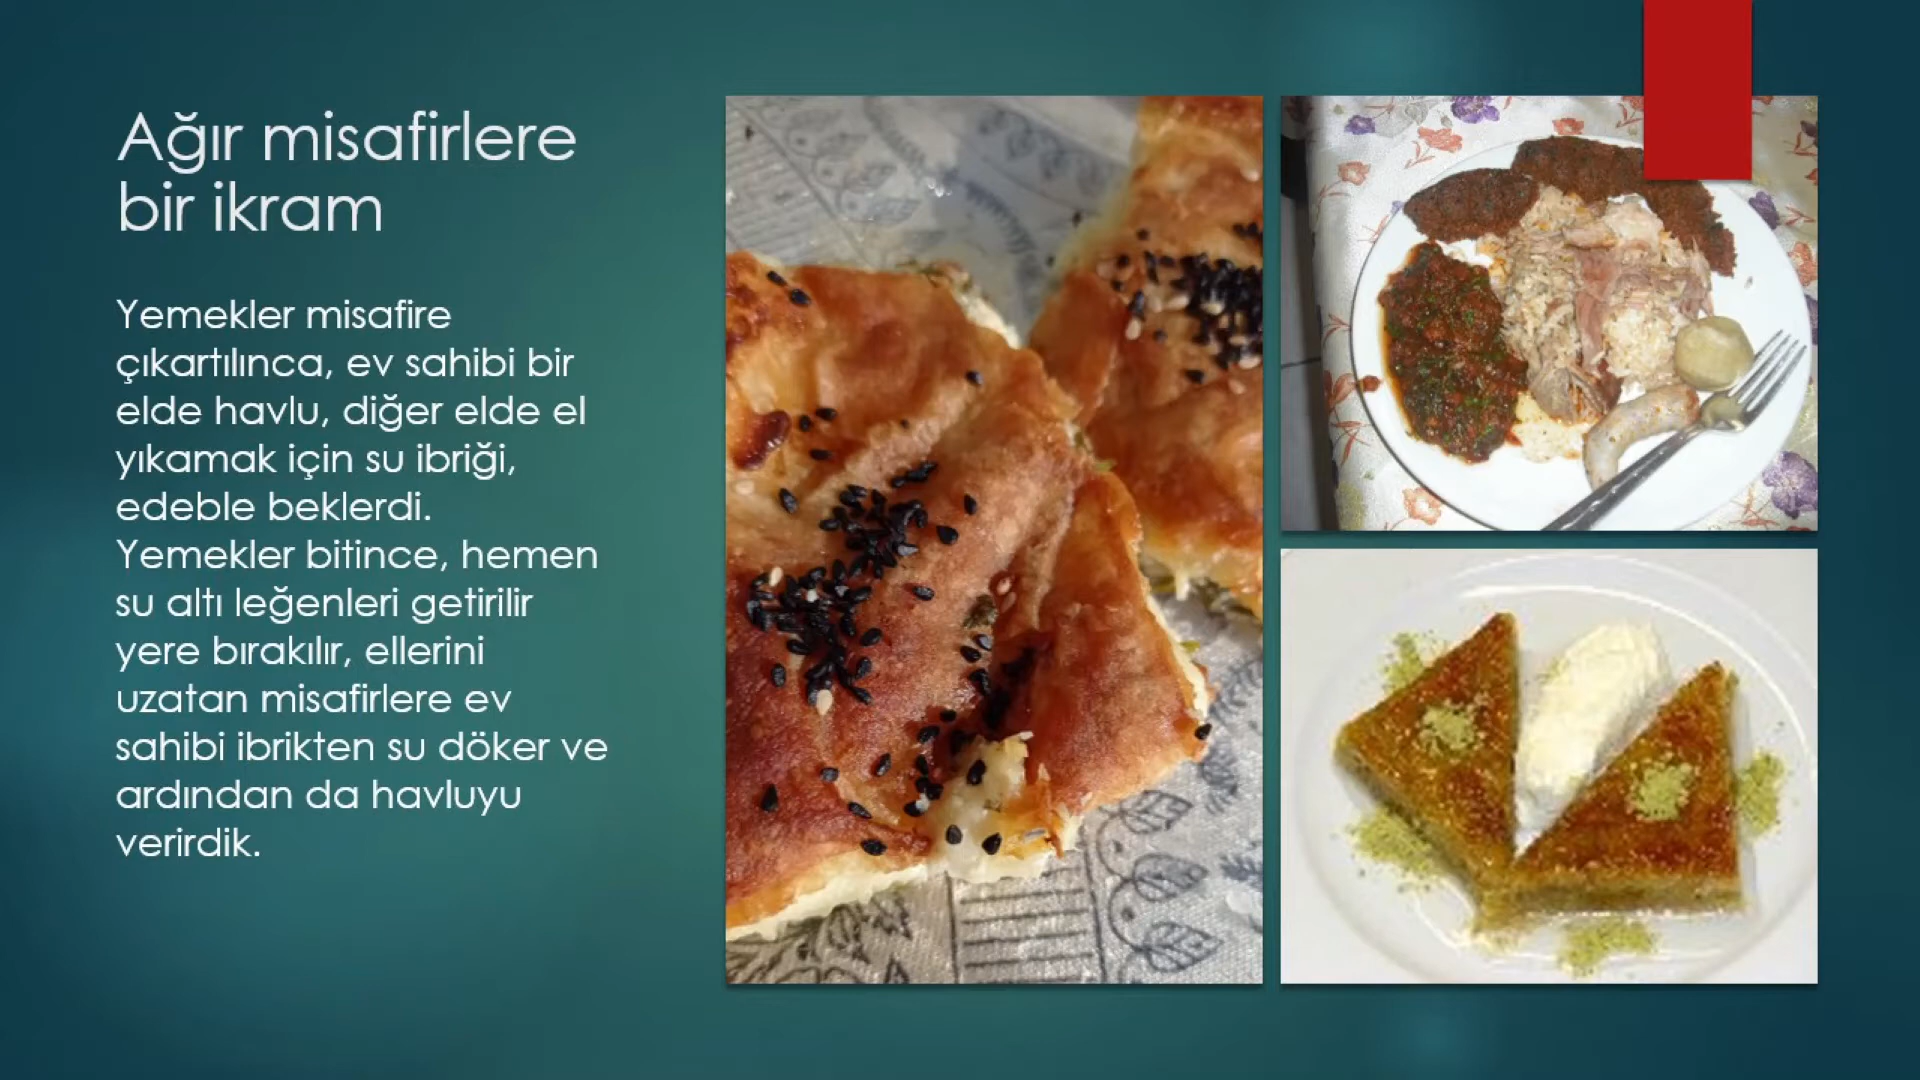 Ağır misafirlere
bir ikram
Yemekler misafire
çıkartılınca, ev sahibi bir
elde havlu, diğer elde el
yıkamak için su ibriği,
edeble beklerdi.
Yemekler bitince, hemen
su altı leğenleri getirilir
yere bırakılır, ellerini
uzatan misafirlere ev
sahibi ibrikten su döker ve
ardından da havluyu
verirdik.